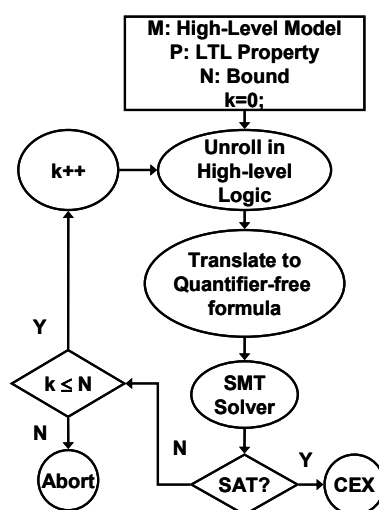 M: High-Level Model
P: LTL Property
N: Bound
k=0;
k++
Unroll in
High-level
Logic
Translate to
Quantifier-free
formula
Y
k ≤ N
SMT
Solver
N
N
Y
Abort
SAT?
CEX